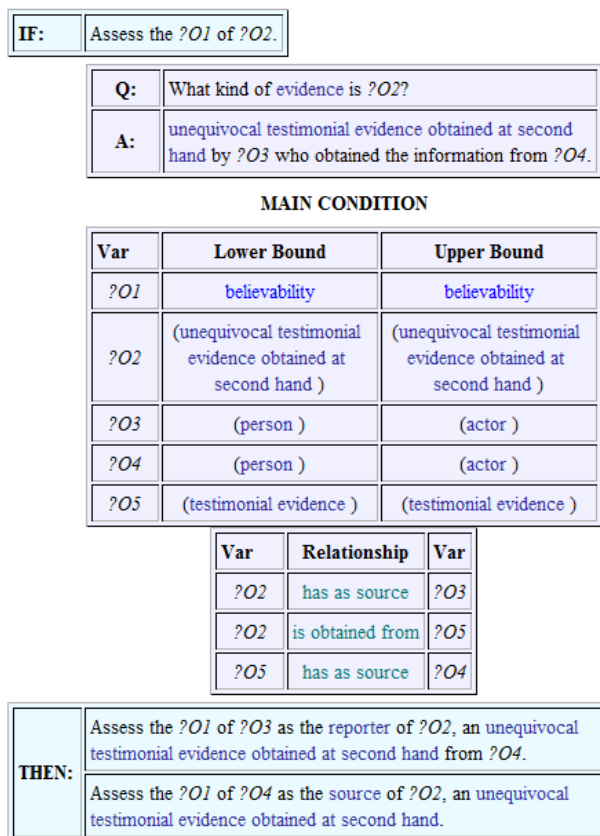 IF: Assess the ?O1 of ?O2.
Q: What kind of evidence is ?O2?
A: unequivocal testimonial evidence obtained at second
hand by ?O3 who obtained the information from ?O4.
MAIN CONDITION
Var Lower Bound Upper Bound
?O1 believability believability
?O2 (unequivocal testimonial evidence obtained at second hand ) (unequivocal testimonial evidence obtained at second hand )
?O3 (person ) (actor )
?O4 (person ) (actor )
?O5 (testimonial evidence ) (testimonial evidence )
Var Relationship Var
?O2 has as source ?O3
?O2 is obtained from ?O5
?O5 has as source ?O4
THEN:
Assess the ?O1 of ?O3 as the reporter of ?O2, an unequivocal
testimonial evidence obtained at second hand from ?O4.
Assess the ?O1 of ?O4 as the source of ?O2, an unequivocal
testimonial evidence obtained at second hand.